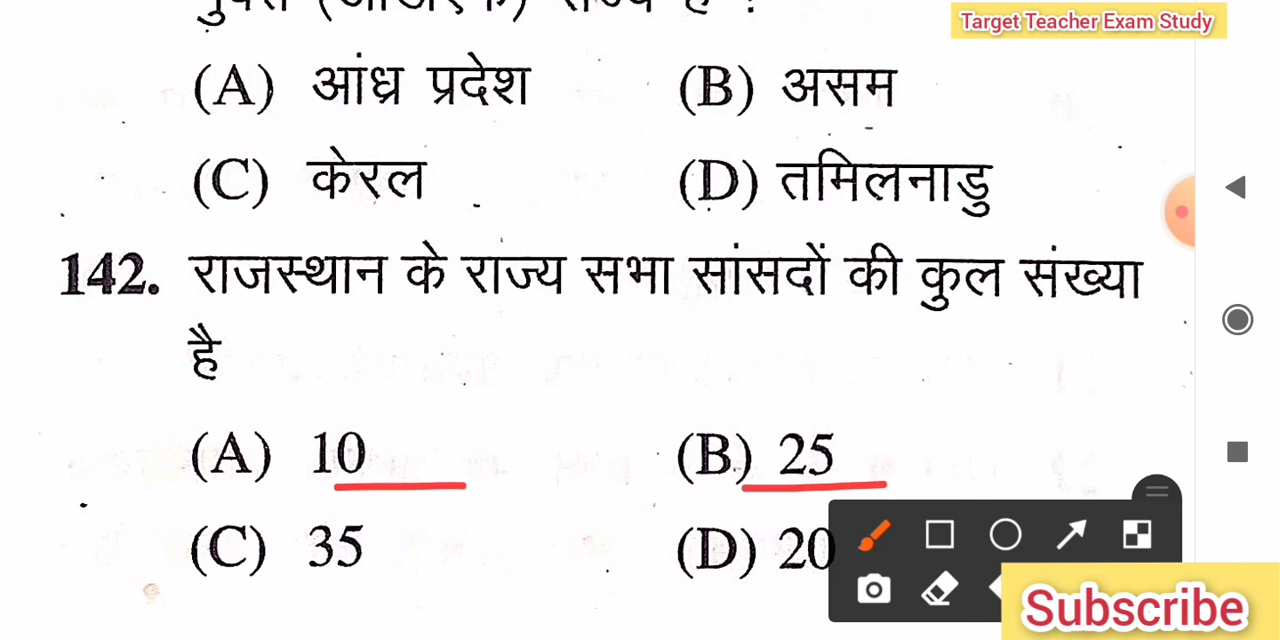 Target Teacher Exam Study
(A) आंध्र प्रदेश (B) असम
(C) केरल (D) तमिलनाडु
142. राजस्थान के राज्य सभा सांसदों की कुल संख्या
है
(A) 10 (B) 25
(C) 35 (D) 20
Subscribe